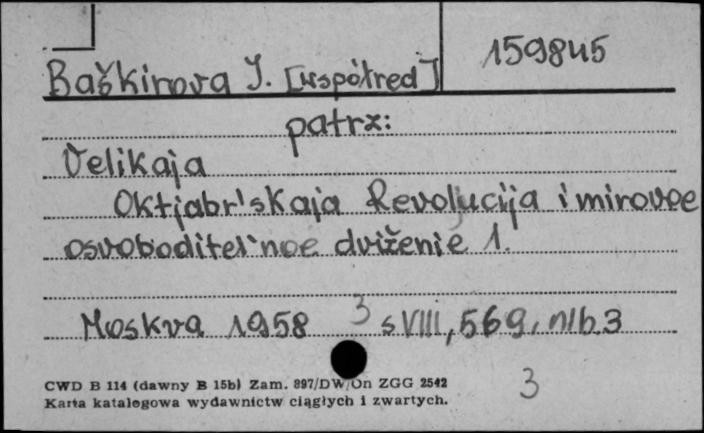 159845
Baškirova J. [współred]
patrz:
Velikaja
Oktjabr'skaja Revoljucija i mirovoe
osvoboditel'noe dviženie 1.
Moskva 1958 3 s VIII, 569, nlb. 3
CWD B 114 (dawny B 15b) Zam. 897/DW/On ZGG 2542
Karta katalogowa wydawnictw ciągłych i zwartych.
3